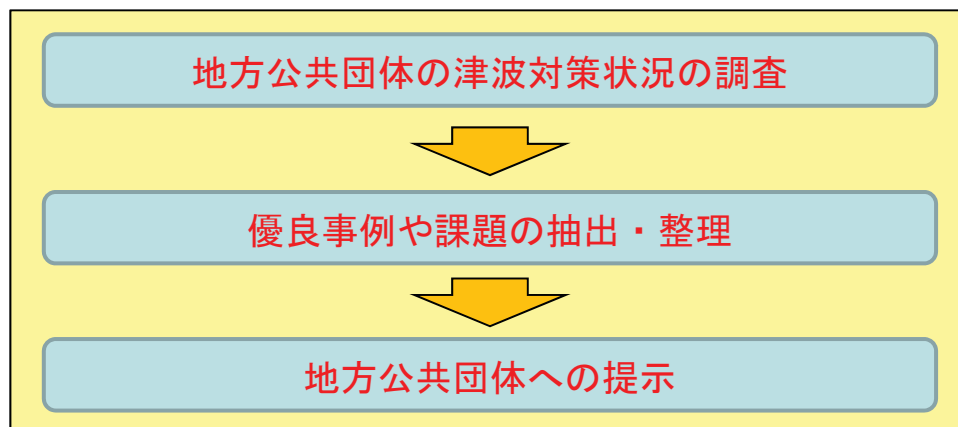 地方公共団体の津波対策状況の調査
優良事例や課題の抽出・整理
地方公共団体への提示